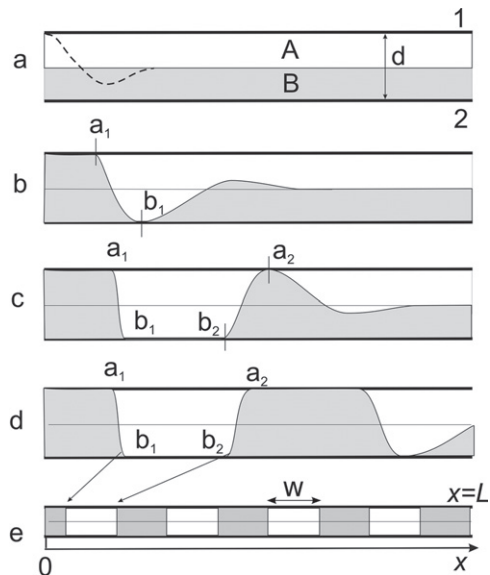 1
a A d
B
2
a₁
b b₁
a₁ a₂
c b₁ b₂
a₁ a₂
d b₁ b₂
w x=L
e
0 x